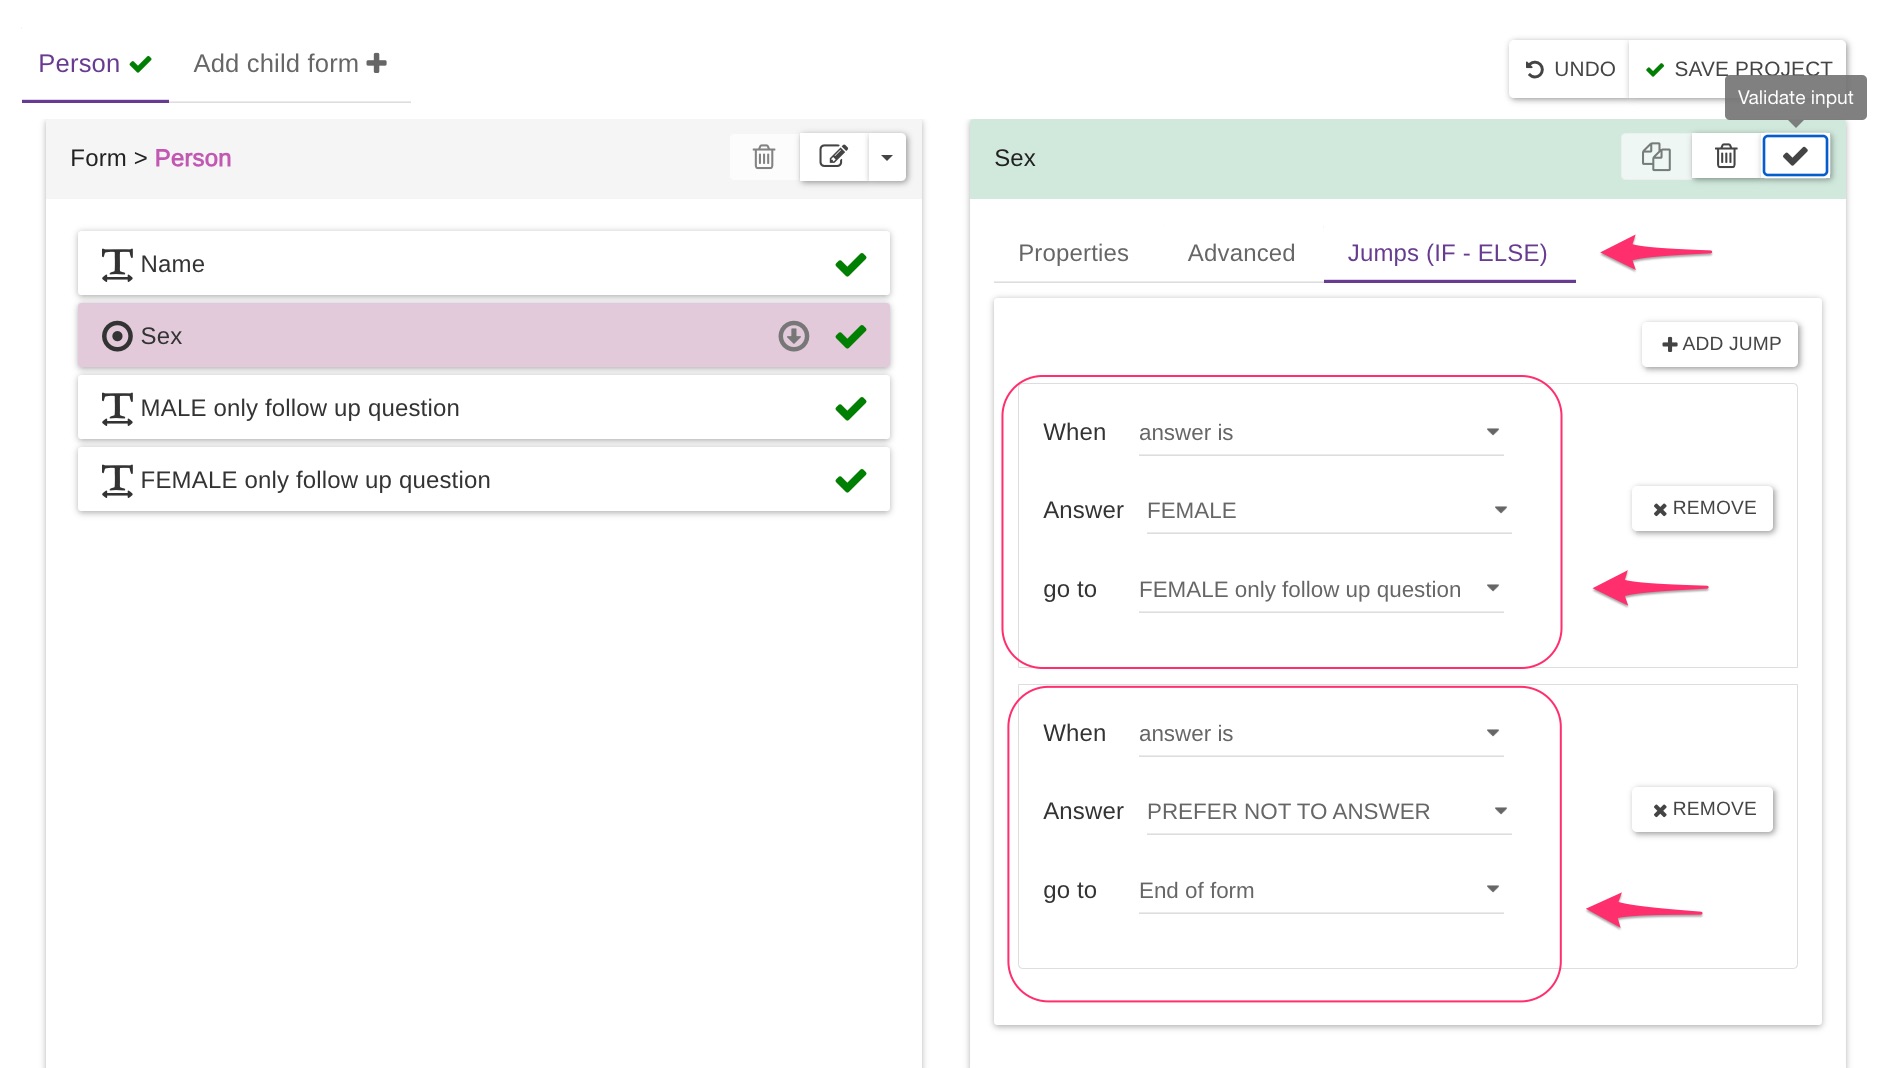 Person
Add child form
UNDO
SAVE PROJECT
Validate input
Form > Person
Name
Sex
MALE only follow up question
FEMALE only follow up question
Sex
Properties
Advanced
Jumps (IF - ELSE)
ADD JUMP
When answer is
Answer FEMALE
REMOVE
go to FEMALE only follow up question
When answer is
Answer PREFER NOT TO ANSWER
REMOVE
go to End of form